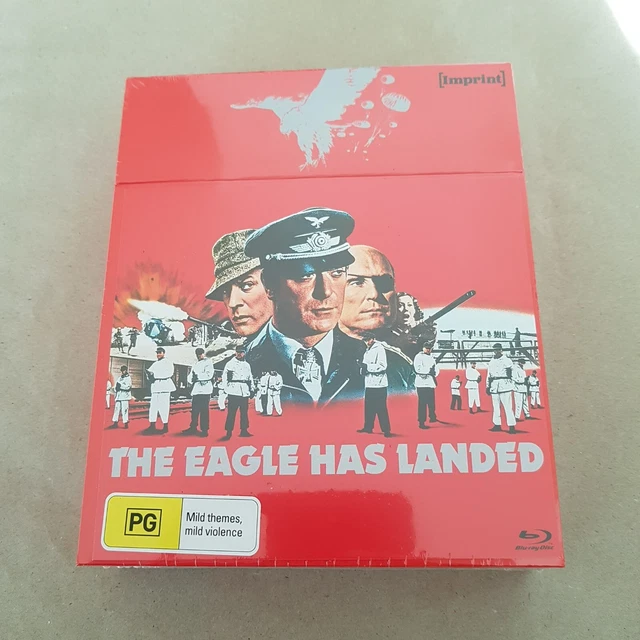 [Imprint]
THE EAGLE HAS LANDED
PG
Mild themes,
mild violence
Blu-ray Disc